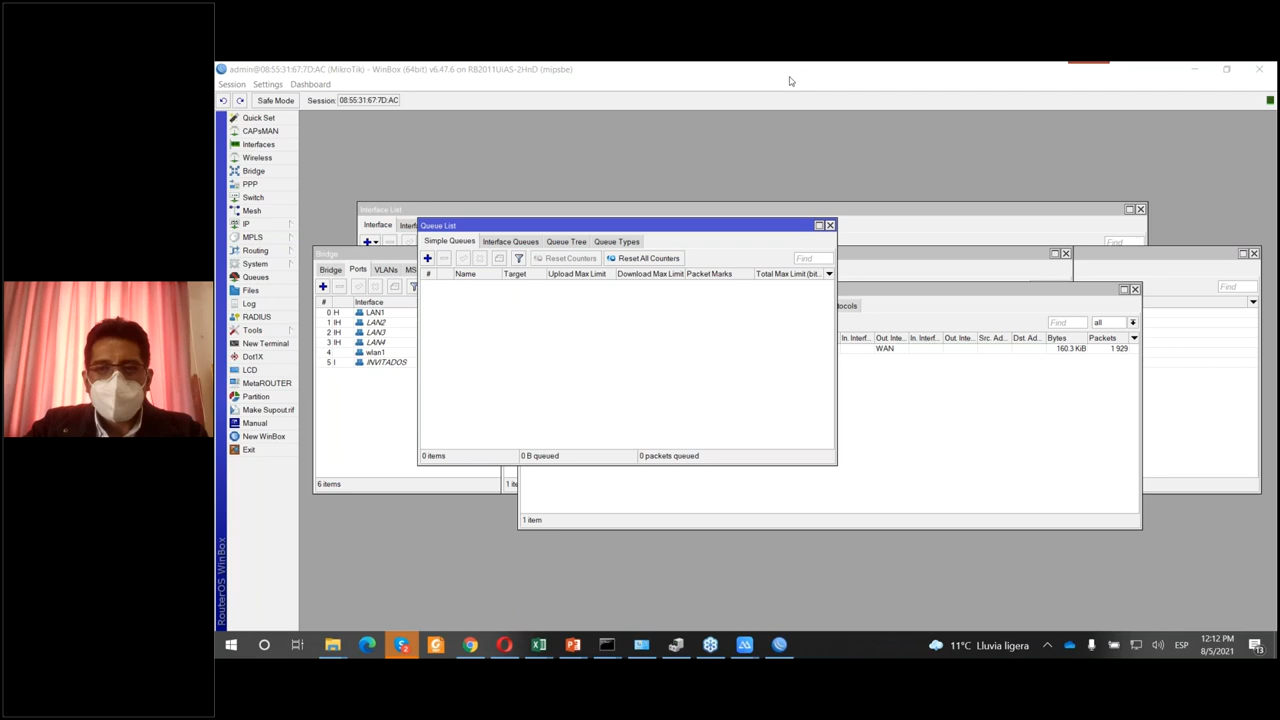 admin@08:55:31:67:7D:AC (MikroTik) - WinBox (64bit) v6.47.6 on RB2011UiAS-2HnD (mipsbe)
Session Settings Dashboard
Safe Mode Session: 08:55:31:67:7D:AC
Quick Set
CAPsMAN
Interfaces
Wireless
Bridge
PPP
Switch
Mesh
IP
MPLS
Routing
System
Queues
Files
Log
RADIUS
Tools
New Terminal
Dot1X
LCD
MetaROUTER
Partition
Make Supout.rif
Manual
New WinBox
Exit
RouterOS WinBox
Interface List
Interface
Find
Bridge
Bridge Ports VLANs
# Interface
0 H LAN1
1 IH LAN2
2 IH LAN3
3 IH LAN4
4 wlan1
5 I INVITADOS
6 items
Queue List
Simple Queues Interface Queues Queue Tree Queue Types
Reset Counters Reset All Counters Find
# Name Target Upload Max Limit Download Max Limit Packet Marks Total Max Limit (bit...
0 items 0 B queued 0 packets queued
Find
Find all
In. Interf... Out. Inte... In. Interf... Out. Inte... Src. Ad... Dst. Ad... Bytes Packets
WAN 160.3 KiB 1 929
1 item
11°C Lluvia ligera ESP 12:12 PM
8/5/2021
13